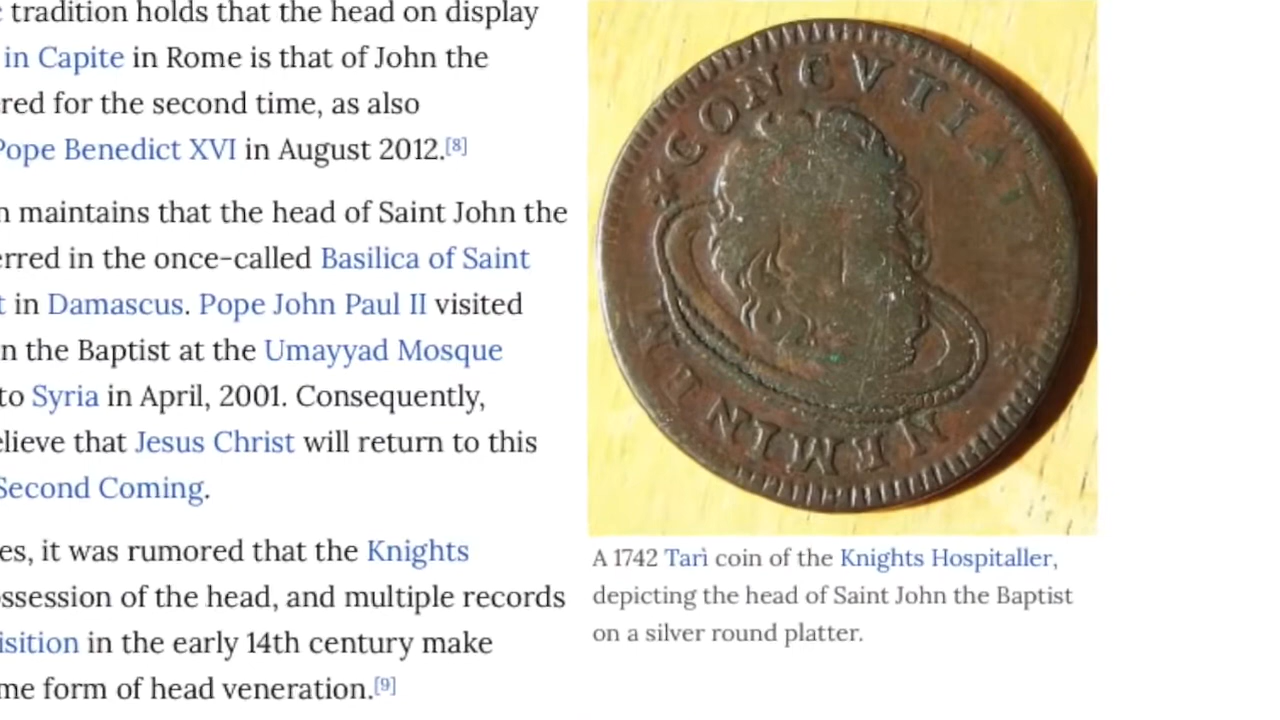 tradition holds that the head on display
in Capite in Rome is that of John the
red for the second time, as also
Pope Benedict XVI in August 2012.[8]
n maintains that the head of Saint John the
rred in the once-called Basilica of Saint
t in Damascus. Pope John Paul II visited
n the Baptist at the Umayyad Mosque
to Syria in April, 2001. Consequently,
elieve that Jesus Christ will return to this
Second Coming.
es, it was rumored that the Knights
ssession of the head, and multiple records
isition in the early 14th century make
me form of head veneration.[9]
CONCVTIAT
NEMINEM
A 1742 Tarì coin of the Knights Hospitaller,
depicting the head of Saint John the Baptist
on a silver round platter.